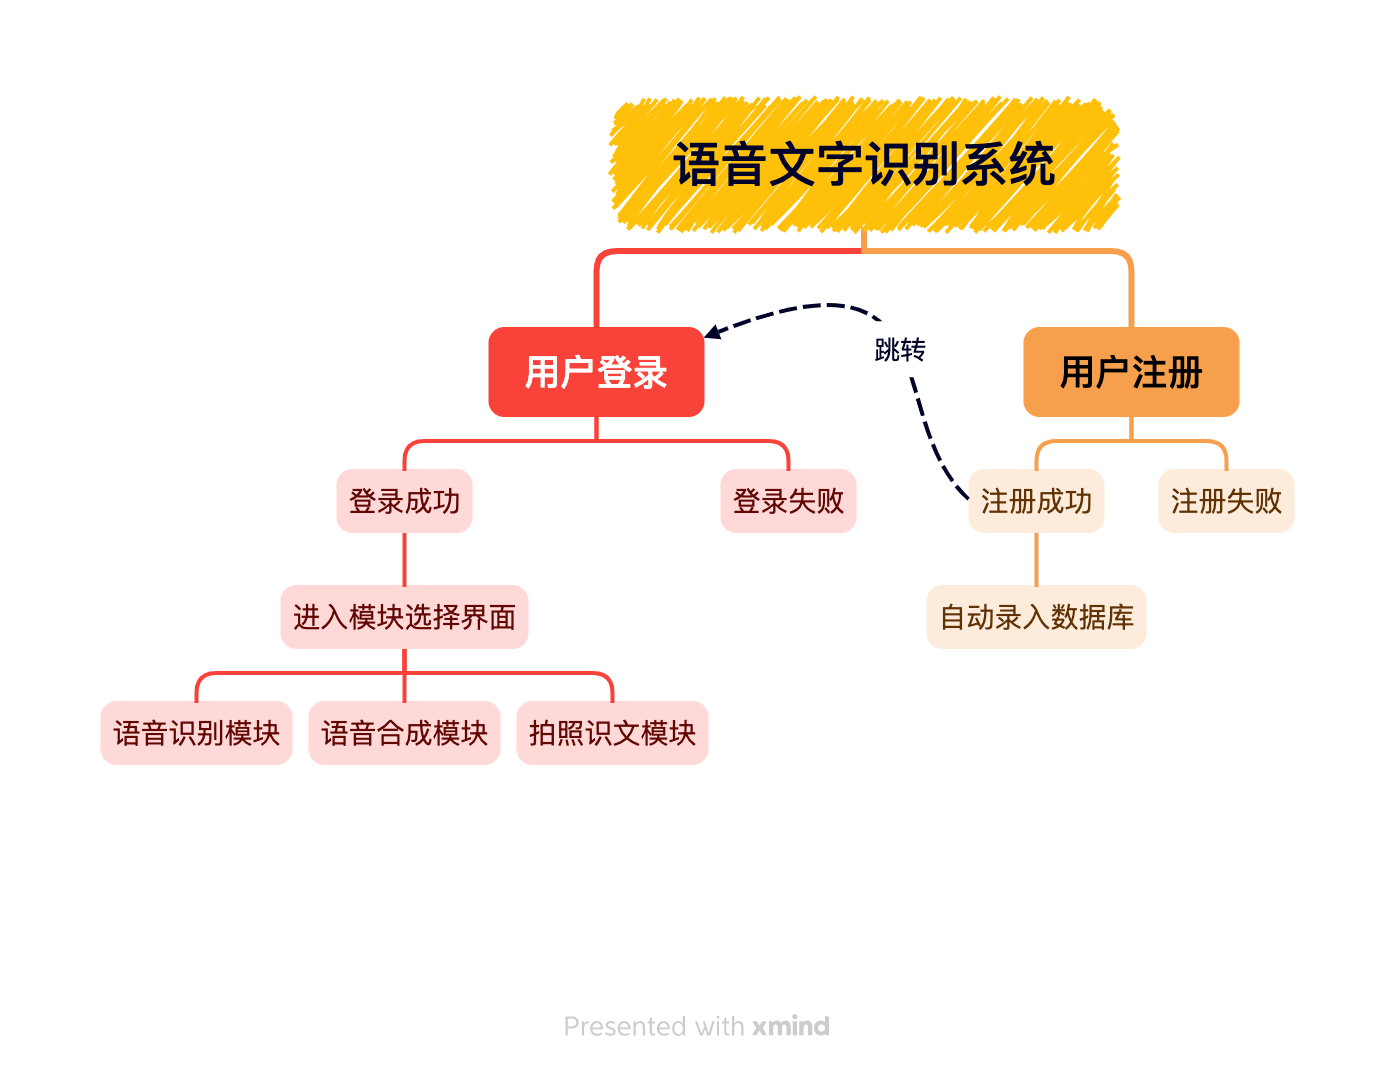 语音文字识别系统
用户登录
跳转
用户注册
登录成功
登录失败
注册成功
注册失败
进入模块选择界面
自动录入数据库
语音识别模块
语音合成模块
拍照识文模块
Presented with xmind